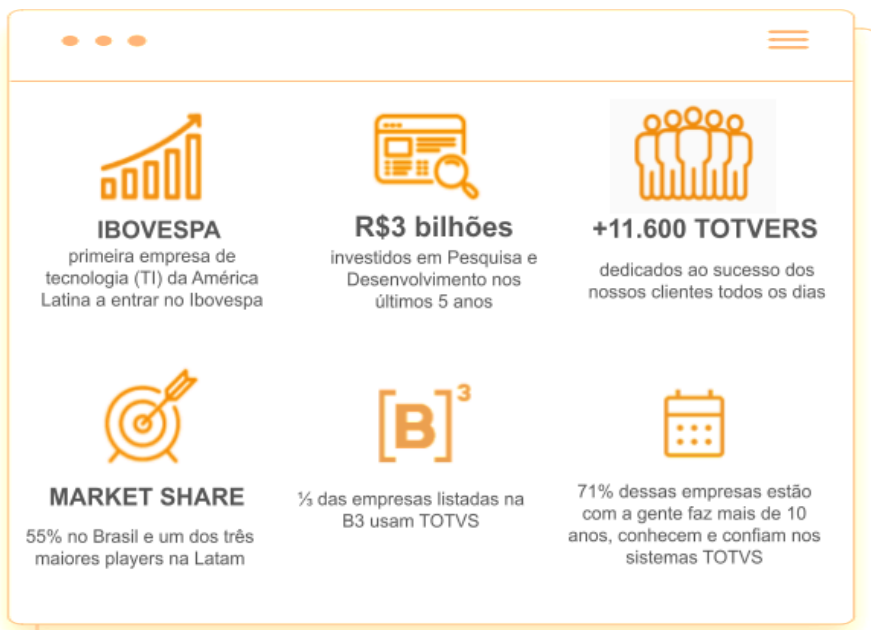 IBOVESPA
primeira empresa de
tecnologia (TI) da América
Latina a entrar no Ibovespa
R$3 bilhões
investidos em Pesquisa e
Desenvolvimento nos
últimos 5 anos
+11.600 TOTVERS
dedicados ao sucesso dos
nossos clientes todos os dias
MARKET SHARE
55% no Brasil e um dos três
maiores players na Latam
[B]³
⅓ das empresas listadas na
B3 usam TOTVS
71% dessas empresas estão
com a gente faz mais de 10
anos, conhecem e confiam nos
sistemas TOTVS